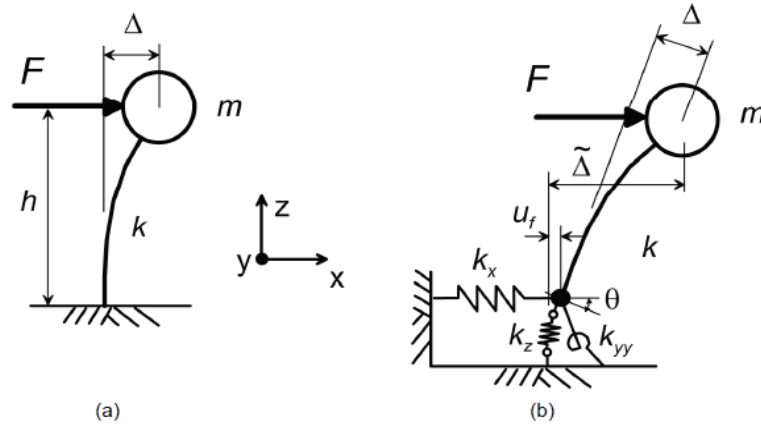 Δ
F
m
h
k
z
y
x
(a)
Δ
F
m
Δ̃
u_f
k
k_x
θ
k_z
k_yy
(b)